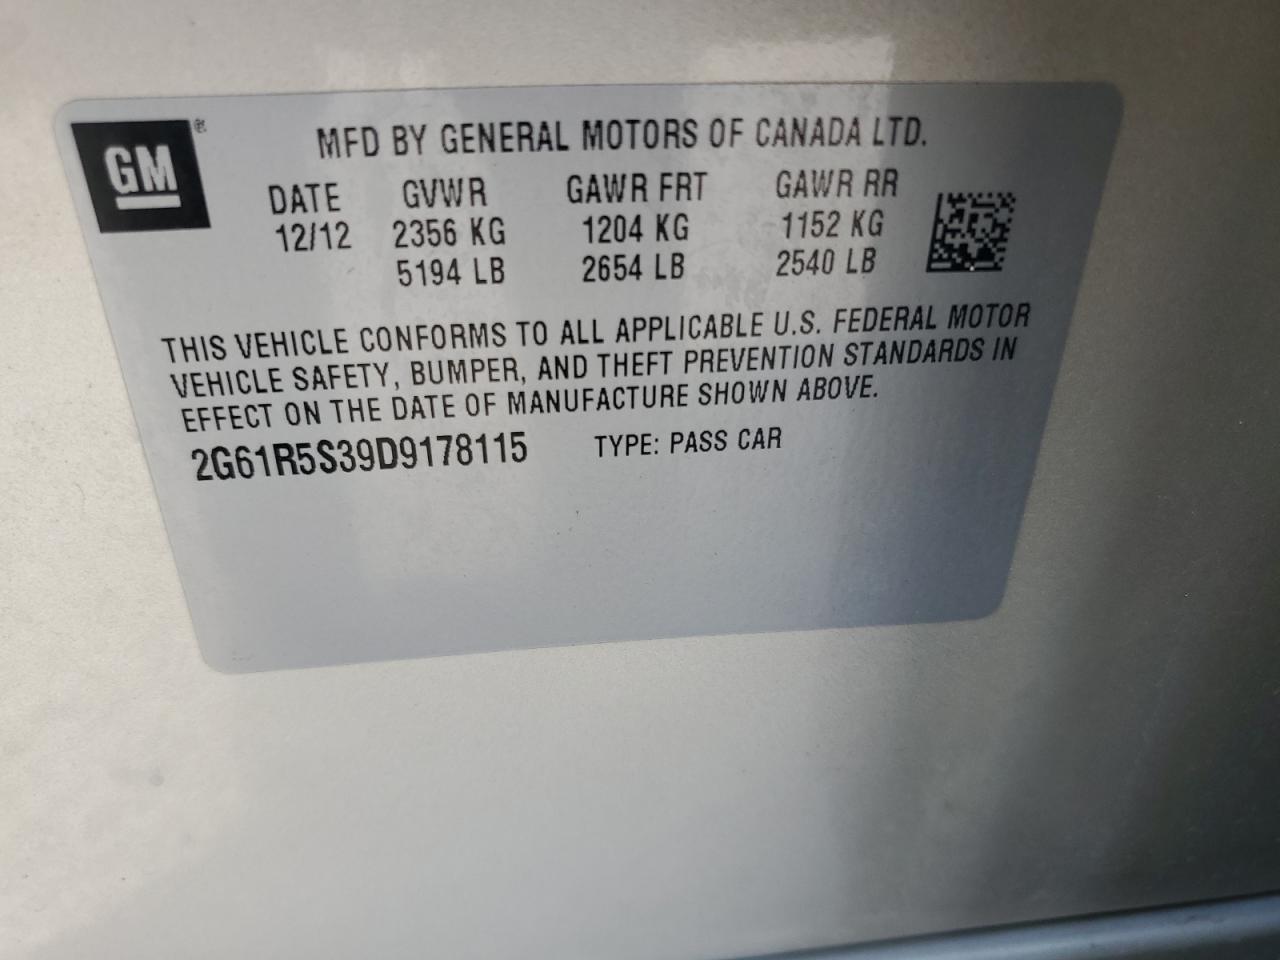 GM®
MFD BY GENERAL MOTORS OF CANADA LTD.
DATE GVWR GAWR FRT GAWR RR
12/12 2356 KG 1204 KG 1152 KG
5194 LB 2654 LB 2540 LB
THIS VEHICLE CONFORMS TO ALL APPLICABLE U.S. FEDERAL MOTOR
VEHICLE SAFETY, BUMPER, AND THEFT PREVENTION STANDARDS IN
EFFECT ON THE DATE OF MANUFACTURE SHOWN ABOVE.
2G61R5S39D9178115 TYPE: PASS CAR